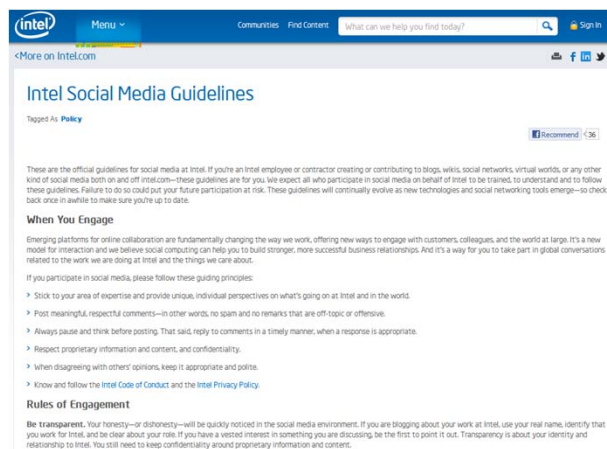 intel
Menu
Communities Find Content What can we help you find today? Sign In
<More on Intel.com
Intel Social Media Guidelines
Tagged As Policy
Recommend 36
These are the official guidelines for social media at Intel. If you're an Intel employee or contractor creating or contributing to blogs, wikis, social networks, virtual worlds, or any other
kind of social media both on and off intel.com—these guidelines are for you. We expect all who participate in social media on behalf of Intel to be trained, to understand and to follow
these guidelines. Failure to do so could put your future participation at risk. These guidelines will continually evolve as new technologies and social networking tools emerge—so check
back once in awhile to make sure you're up to date.
When You Engage
Emerging platforms for online collaboration are fundamentally changing the way we work, offering new ways to engage with customers, colleagues, and the world at large. It's a new
model for interaction and we believe social computing can help you to build stronger, more successful business relationships. And it's a way for you to take part in global conversations
related to the work we are doing at Intel and the things we care about.
If you participate in social media, please follow these guiding principles:
› Stick to your area of expertise and provide unique, individual perspectives on what's going on at Intel and in the world.
› Post meaningful, respectful comments—in other words, no spam and no remarks that are off-topic or offensive.
› Always pause and think before posting. That said, reply to comments in a timely manner, when a response is appropriate.
› Respect proprietary information and content, and confidentiality.
› When disagreeing with others' opinions, keep it appropriate and polite.
› Know and follow the Intel Code of Conduct and the Intel Privacy Policy.
Rules of Engagement
Be transparent. Your honesty—or dishonesty—will be quickly noticed in the social media environment. If you are blogging about your work at Intel, use your real name, identify that
you work for Intel, and be clear about your role. If you have a vested interest in something you are discussing, be the first to point it out. Transparency is about your identity and
relationship to Intel. You still need to keep confidentiality around proprietary information and content.